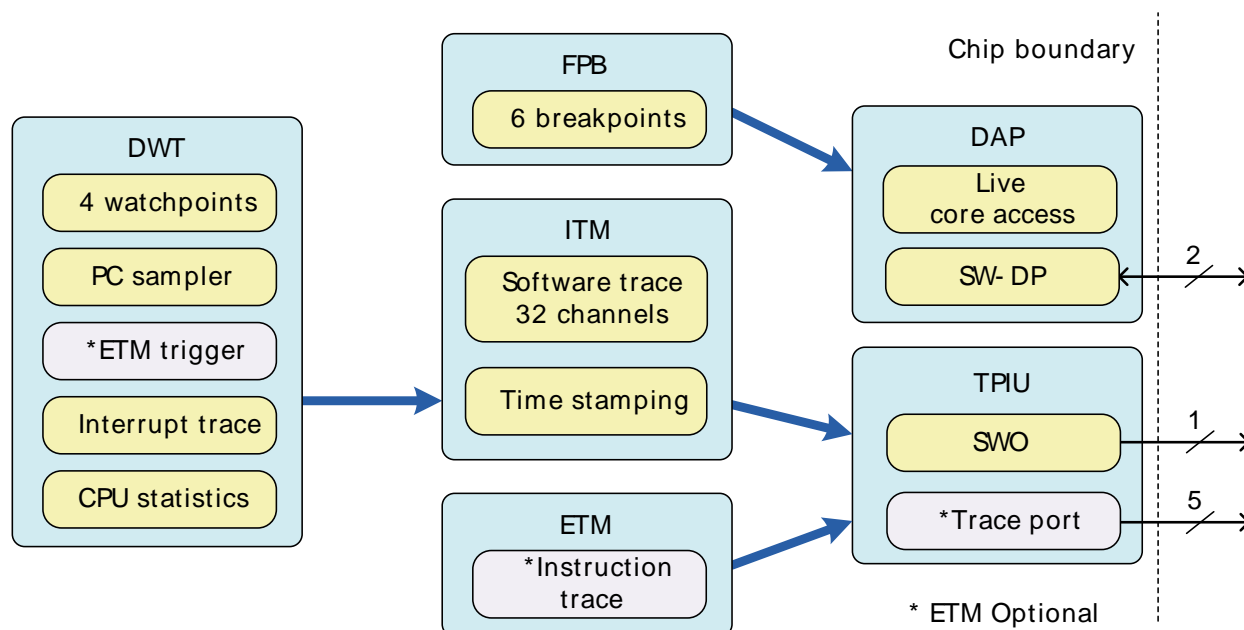 DWT
4 watchpoints
PC sampler
*ETM trigger
Interrupt trace
CPU statistics
FPB
6 breakpoints
ITM
Software trace
32 channels
Time stamping
ETM
*Instruction
trace
Chip boundary
DAP
Live
core access
SW-DP
2
TPIU
SWO
1
*Trace port
5
* ETM Optional